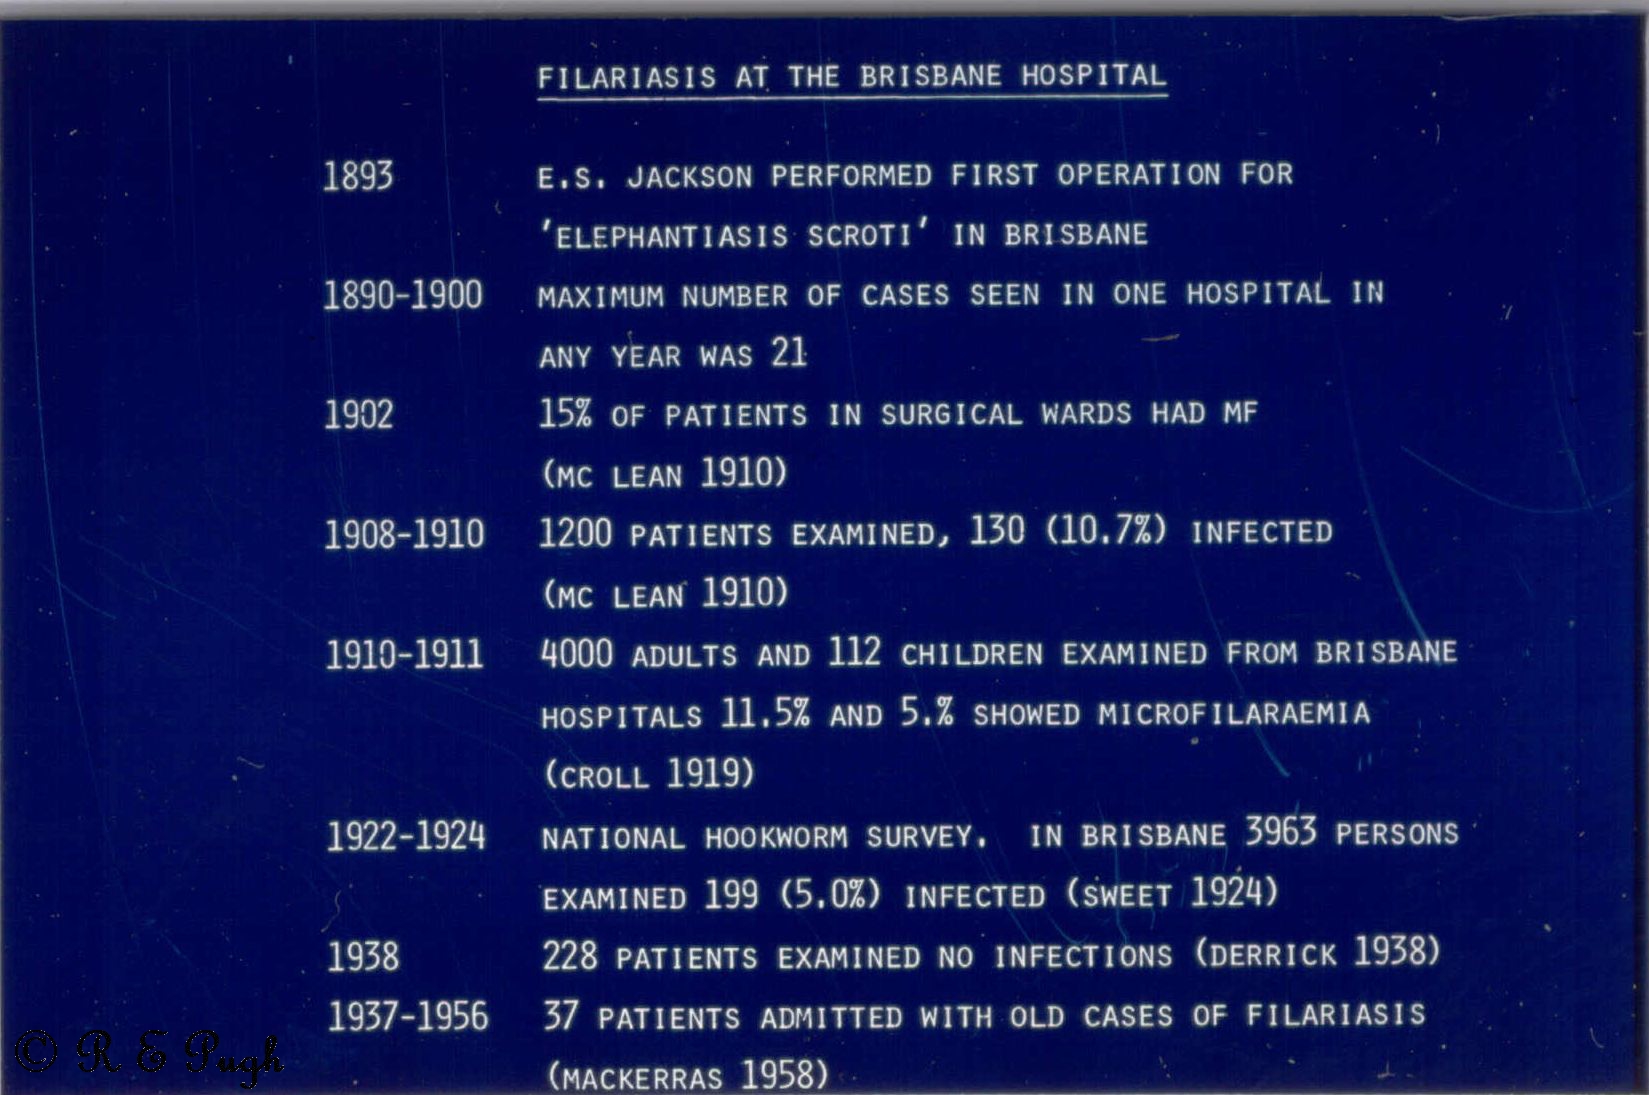 FILARIASIS AT THE BRISBANE HOSPITAL
1893 E.S. JACKSON PERFORMED FIRST OPERATION FOR
'ELEPHANTIASIS SCROTI' IN BRISBANE
1890-1900 MAXIMUM NUMBER OF CASES SEEN IN ONE HOSPITAL IN
ANY YEAR WAS 21
1902 15% OF PATIENTS IN SURGICAL WARDS HAD MF
(MC LEAN 1910)
1908-1910 1200 PATIENTS EXAMINED, 130 (10.7%) INFECTED
(MC LEAN 1910)
1910-1911 4000 ADULTS AND 112 CHILDREN EXAMINED FROM BRISBANE
HOSPITALS 11.5% AND 5.% SHOWED MICROFILARAEMIA
(CROLL 1919)
1922-1924 NATIONAL HOOKWORM SURVEY. IN BRISBANE 3963 PERSONS
EXAMINED 199 (5.0%) INFECTED (SWEET 1924)
1938 228 PATIENTS EXAMINED NO INFECTIONS (DERRICK 1938)
1937-1956 37 PATIENTS ADMITTED WITH OLD CASES OF FILARIASIS
(MACKERRAS 1958)
© R & Pugh